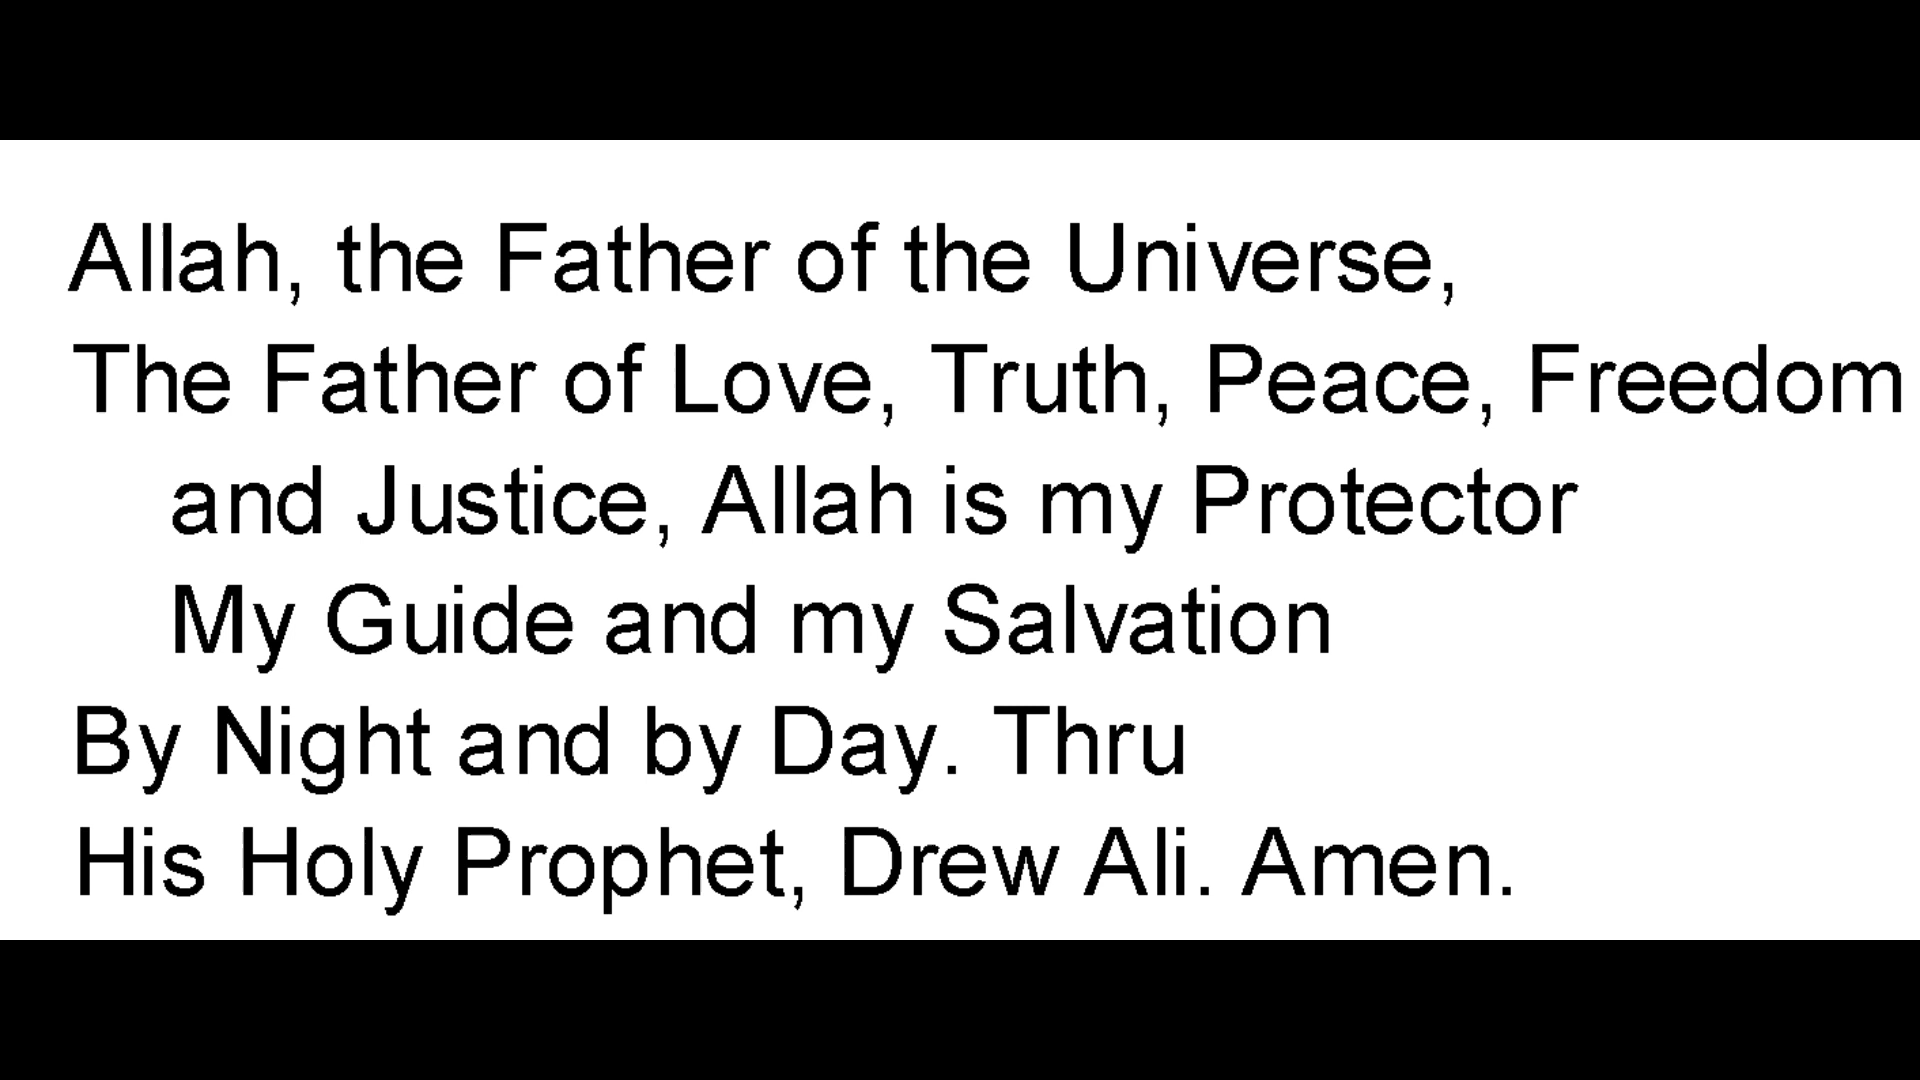 Allah, the Father of the Universe,
The Father of Love, Truth, Peace, Freedom
and Justice, Allah is my Protector
My Guide and my Salvation
By Night and by Day. Thru
His Holy Prophet, Drew Ali. Amen.